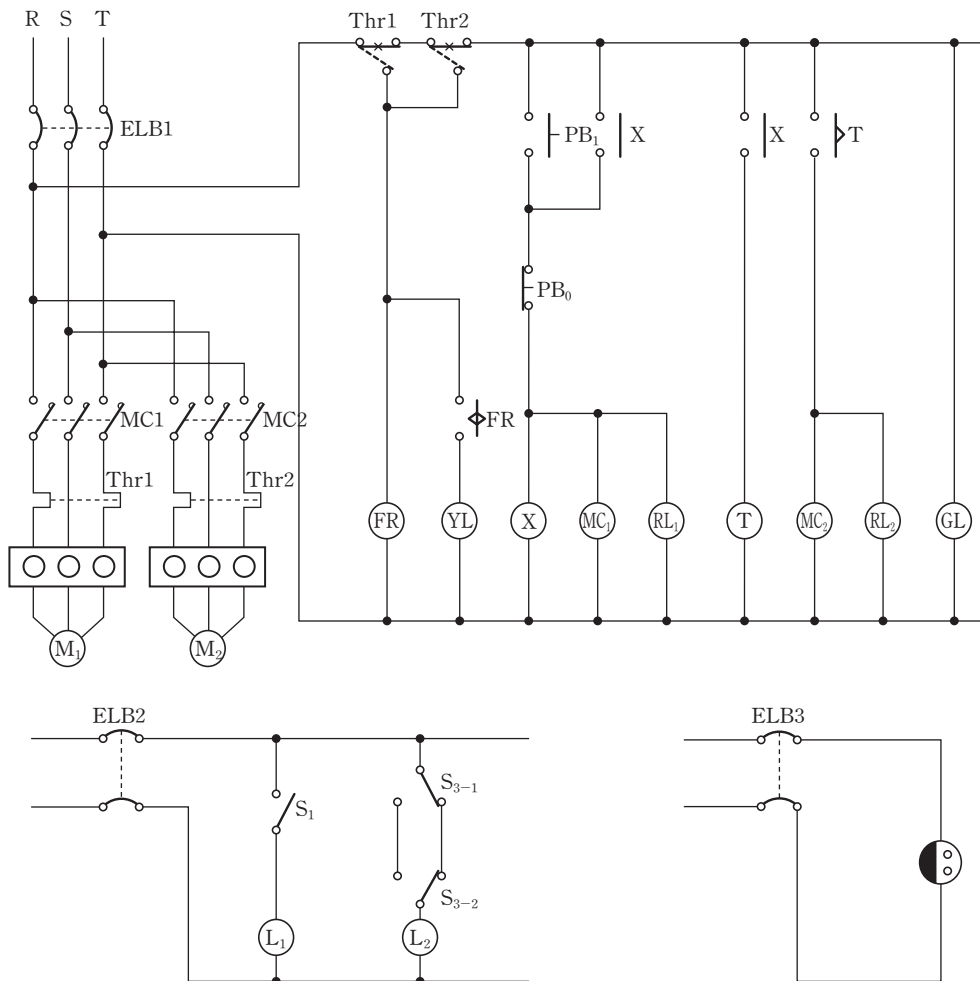 R S T
Thr1 Thr2
ELB1
PB₁ X X T
PB₀
MC1 MC2
FR
Thr1 Thr2
FR YL X MC₁ RL₁ T MC₂ RL₂ GL
M₁ M₂
ELB2 ELB3
S₃₋₁
S₁
S₃₋₂
L₁ L₂